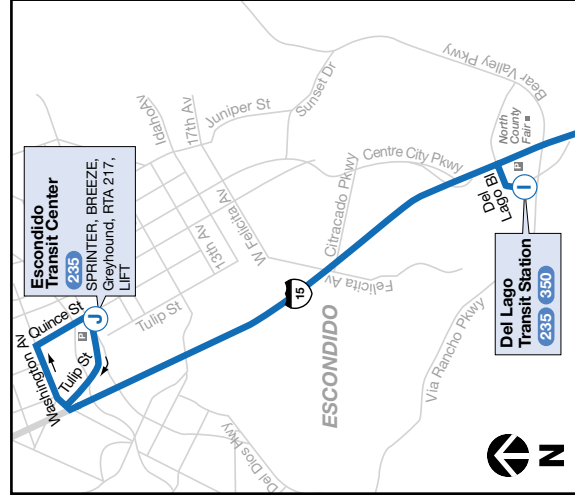 Escondido
Transit Center
235
SPRINTER, BREEZE,
Greyhound, RTA 217,
LIFT
Washington Av
Quince St
J
P
Tulip St
Tulip St
IdahoAv
17th Av
Juniper St
Sunset Dr
13th Av
W Felicita Av
Felicita Av
Citracado Pkwy
Centre City Pkwy
Bear Valley Pkwy
North
County
Fair
P
Del
Lago Bl
I
15
ESCONDIDO
Via Rancho Pkwy
Del Dios Hwy
Del Lago
Transit Station
235 350
N